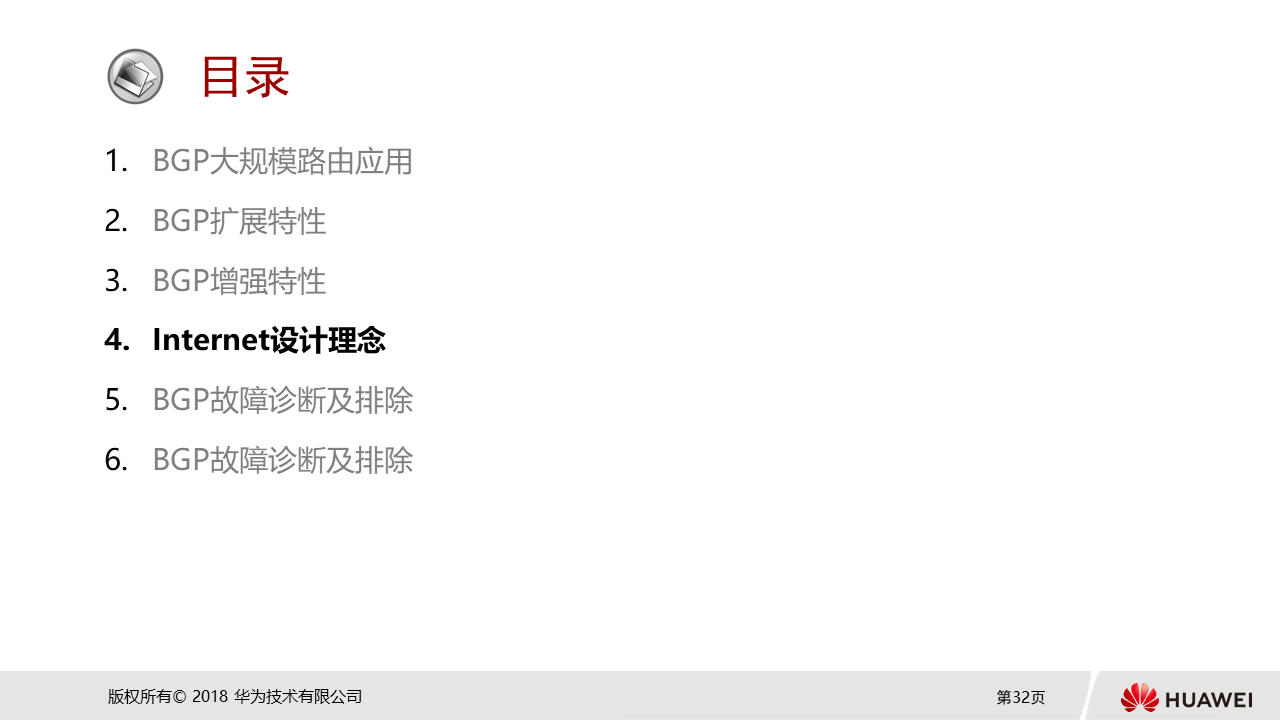 目录
1. BGP大规模路由应用
2. BGP扩展特性
3. BGP增强特性
4. Internet设计理念
5. BGP故障诊断及排除
6. BGP故障诊断及排除
版权所有© 2018 华为技术有限公司
第32页
HUAWEI